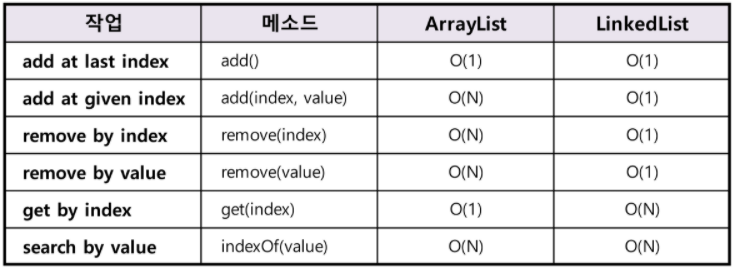 작업 메소드 ArrayList LinkedList
add at last index add() O(1) O(1)
add at given index add(index, value) O(N) O(1)
remove by index remove(index) O(N) O(1)
remove by value remove(value) O(N) O(1)
get by index get(index) O(1) O(N)
search by value indexOf(value) O(N) O(N)